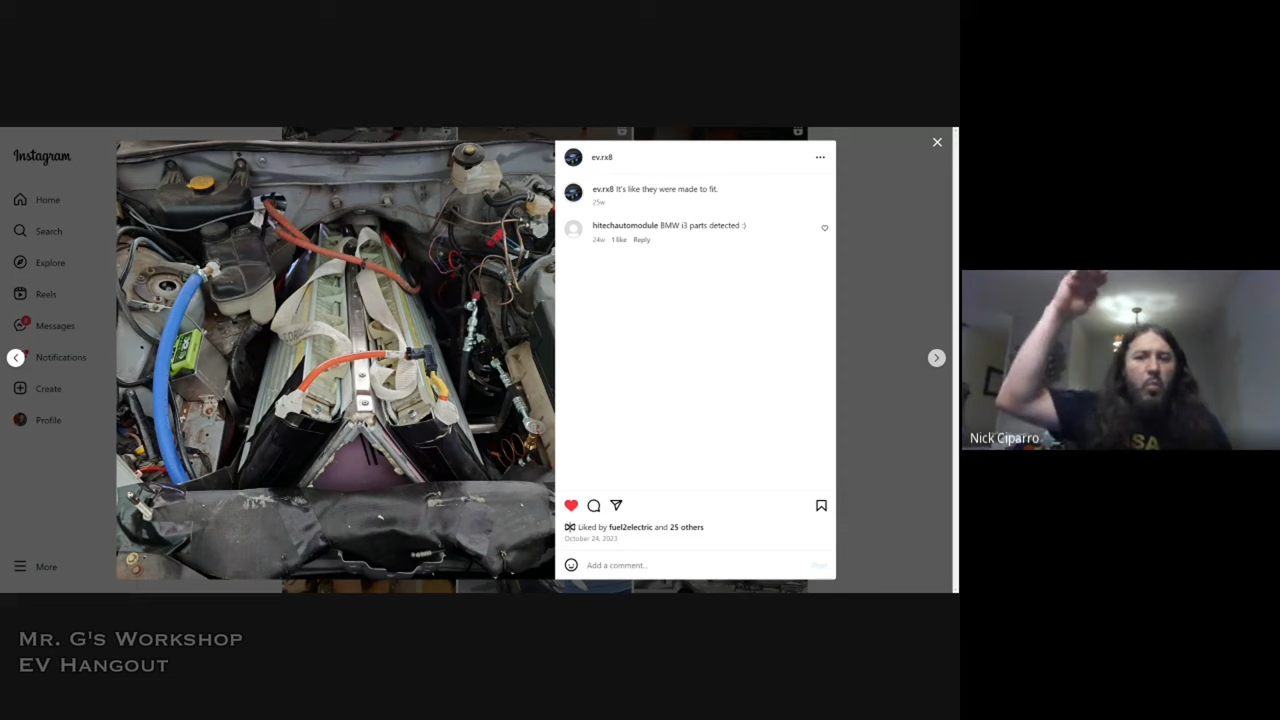 Instagram
Home
Search
Explore
Reels
Messages
Notifications
Create
Profile
More
ev.rx8
ev.rx8 It's like they were made to fit.
25w
hitechautomodule BMW i3 parts detected :)
24w 1 like Reply
Liked by fuel2electric and 25 others
October 24, 2023
Add a comment...
Post
Nick Ciparro
SA
MR. G'S WORKSHOP
EV HANGOUT